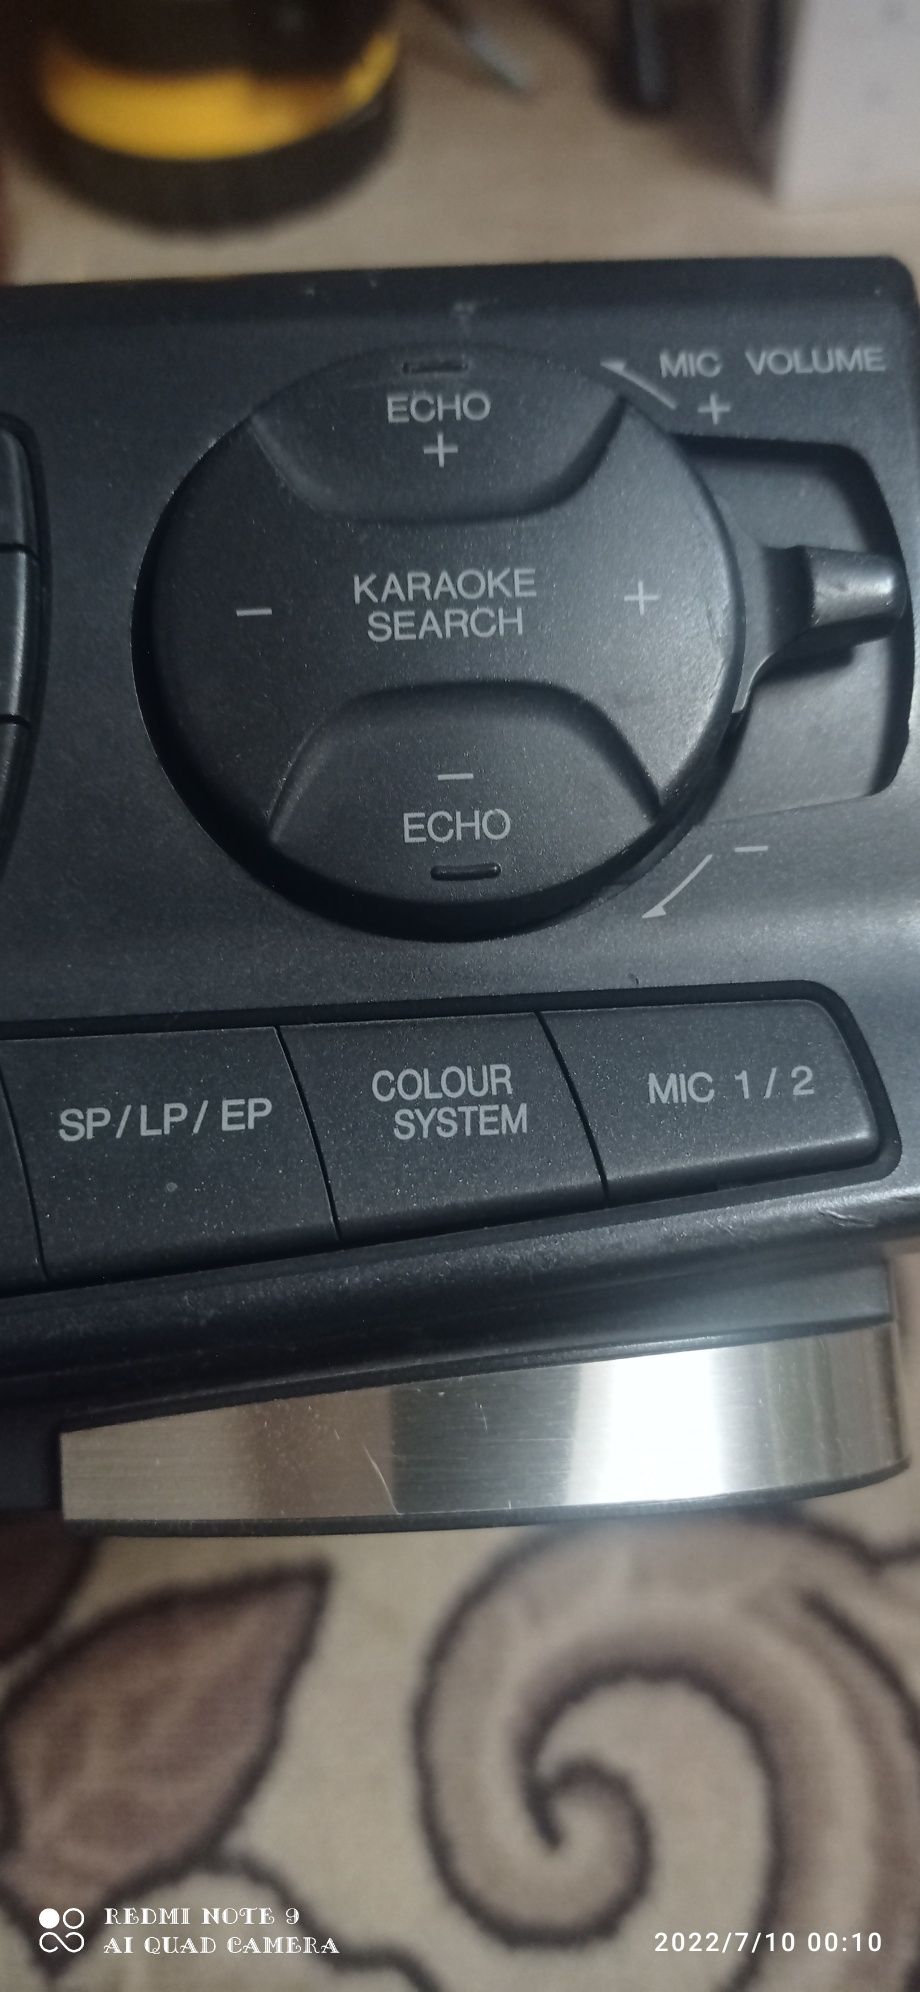 MIC VOLUME
+
ECHO
+
KARAOKE
SEARCH
-
+
-
ECHO
-
SP/LP/EP
COLOUR
SYSTEM
MIC 1/2
REDMI NOTE 9
AI QUAD CAMERA
2022/7/10 00:10